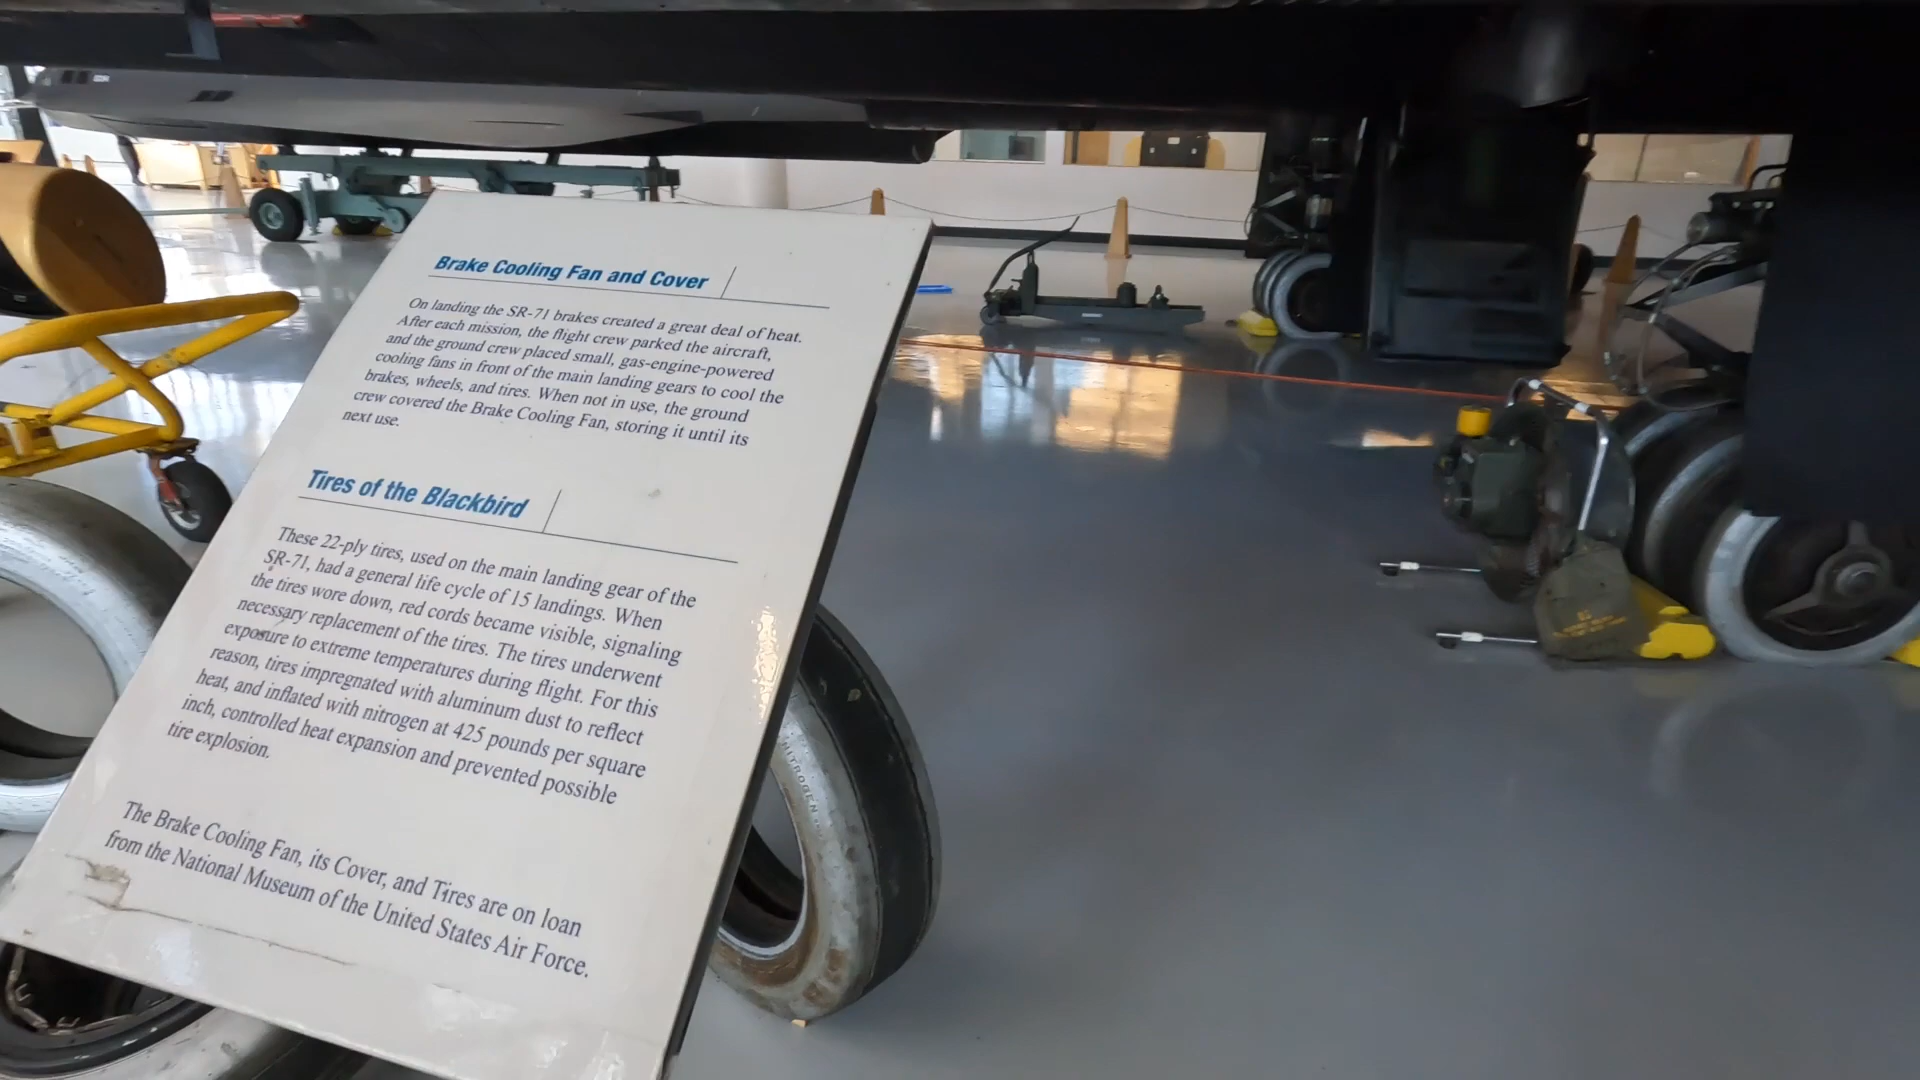 Brake Cooling Fan and Cover
On landing the SR-71 brakes created a great deal of heat.
After each mission, the flight crew parked the aircraft,
and the ground crew placed small, gas-engine-powered
cooling fans in front of the main landing gears to cool the
brakes, wheels, and tires. When not in use, the ground
crew covered the Brake Cooling Fan, storing it until its
next use.
Tires of the Blackbird
These 22-ply tires, used on the main landing gear of the
SR-71, had a general life cycle of 15 landings. When
the tires wore down, red cords became visible, signaling
necessary replacement of the tires. The tires underwent
exposure to extreme temperatures during flight. For this
reason, tires impregnated with aluminum dust to reflect
heat, and inflated with nitrogen at 425 pounds per square
inch, controlled heat expansion and prevented possible
tire explosion.
The Brake Cooling Fan, its Cover, and Tires are on loan
from the National Museum of the United States Air Force.
NITROGEN